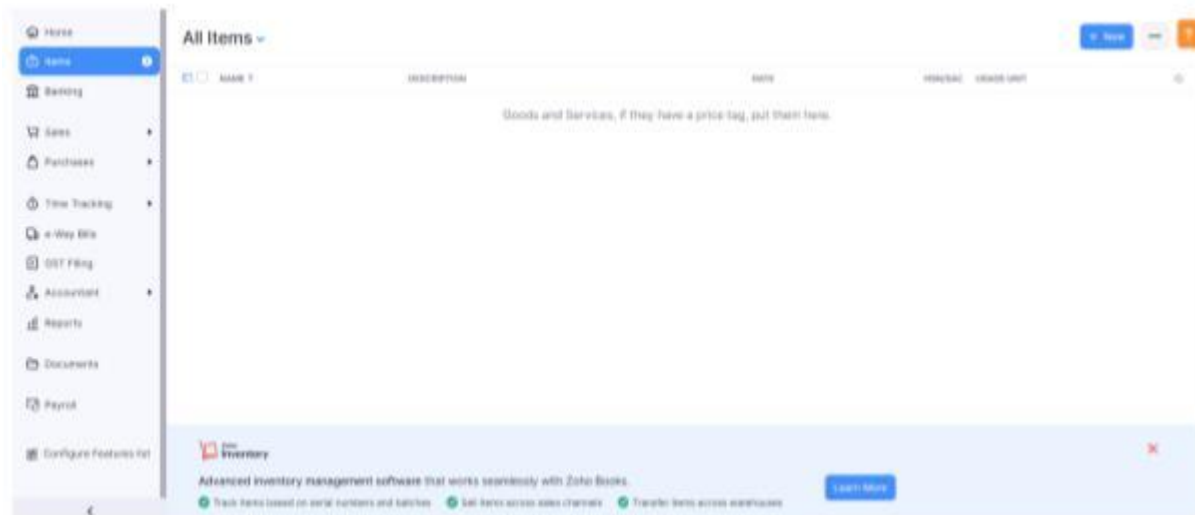 Home
Items
Banking
Sales
Purchases
Time Tracking
e-Way Bills
GST Filing
Accountant
Reports
Documents
Payroll
Configure Features list
All Items
+ New
?
NAME
DESCRIPTION
RATE
HSN/SAC
USAGE UNIT
Goods and Services, if they have a price tag, put them here.
Inventory
Advanced inventory management software that works seamlessly with Zoho Books.
Track items based on serial numbers and batches
Sell items across sales channels
Transfer items across warehouses
Learn More